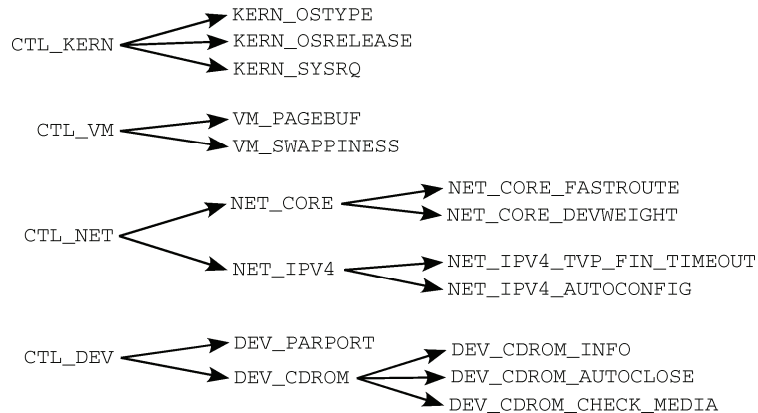 KERN_OSTYPE
CTL_KERN
KERN_OSRELEASE
KERN_SYSRQ
VM_PAGEBUF
CTL_VM
VM_SWAPPINESS
NET_CORE_FASTROUTE
NET_CORE
NET_CORE_DEVWEIGHT
CTL_NET
NET_IPV4_TVP_FIN_TIMEOUT
NET_IPV4
NET_IPV4_AUTOCONFIG
DEV_PARPORT
CTL_DEV
DEV_CDROM_INFO
DEV_CDROM
DEV_CDROM_AUTOCLOSE
DEV_CDROM_CHECK_MEDIA